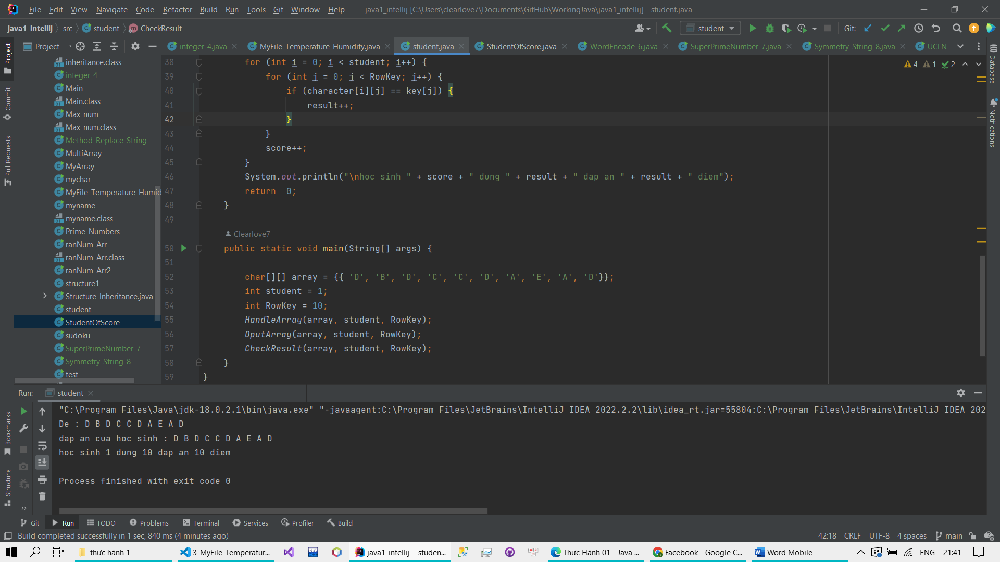 File Edit View Navigate Code Refactor Build Run Tools Git Window Help java1_intellij [C:\Users\clearlove7\Documents\GitHub\WorkingJava\java1_intellij] - student.java
java1_intellij src student CheckResult student Git:
Project integer_4.java MyFile_Temperature_Humidity.java student.java StudentOfScore.java WordEncode_6.java SuperPrimeNumber_7.java Symmetry_String_8.java UCLN_
Project
Commit
Pull Requests
Bookmarks
Structure
Database
Notifications
inheritance.class
integer_4
Main
Main.class
Max_num
Max_num.class
Method_Replace_String
MultiArray
MyArray
mychar
MyFile_Temperature_Humid
myname
myname.class
Prime_Numbers
ranNum_Arr
ranNum_Arr.class
ranNum_Arr2
structure1
Structure_Inheritance.java
student
StudentOfScore
sudoku
SuperPrimeNumber_7
Symmetry_String_8
test
4 1 2
38 for (int i = 0; i < student; i++) {
39 for (int j = 0; j < RowKey; j++) {
40 if (character[i][j] == key[j]) {
41 result++;
42 }
43 }
44 score++;
45 }
46 System.out.println("\nhoc sinh " + score + " dung " + result + " dap an " + result + " diem");
47 return 0;
48 }
49
Clearlove7
50 public static void main(String[] args) {
51
52 char[][] array = {{ 'D', 'B', 'D', 'C', 'C', 'D', 'A', 'E', 'A', 'D'}};
53 int student = 1;
54 int RowKey = 10;
55 HandleArray(array, student, RowKey);
56 OputArray(array, student, RowKey);
57 CheckResult(array, student, RowKey);
58 }
59 }
Run: student
"C:\Program Files\Java\jdk-18.0.2.1\bin\java.exe" "-javaagent:C:\Program Files\JetBrains\IntelliJ IDEA 2022.2.2\lib\idea_rt.jar=55804:C:\Program Files\JetBrains\IntelliJ IDEA 202
De : D B D C C D A E A D
dap an cua hoc sinh : D B D C C D A E A D
hoc sinh 1 dung 10 dap an 10 diem
Process finished with exit code 0
Git Run TODO Problems Terminal Services Profiler Build
Build completed successfully in 1 sec, 840 ms (4 minutes ago) 42:18 CRLF UTF-8 4 spaces main
thực hành 1 3_MyFile_Temperatur... DEV java1_intellij – studen... Thực Hành 01 - Java ... Facebook - Google C... Word Mobile ENG 21:41